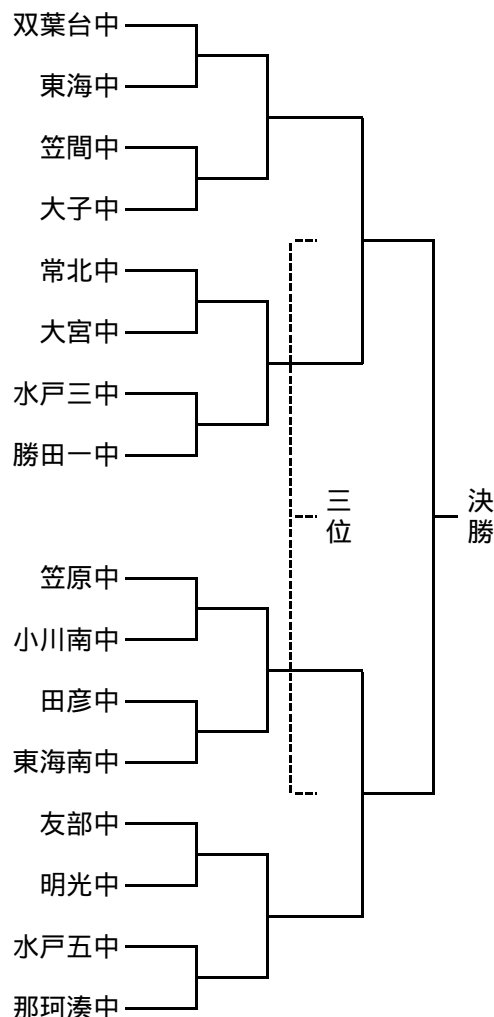 双葉台中
東海中
笠間中
大子中
常北中
大宮中
水戸三中
勝田一中
三位
決勝
笠原中
小川南中
田彦中
東海南中
友部中
明光中
水戸五中
那珂湊中